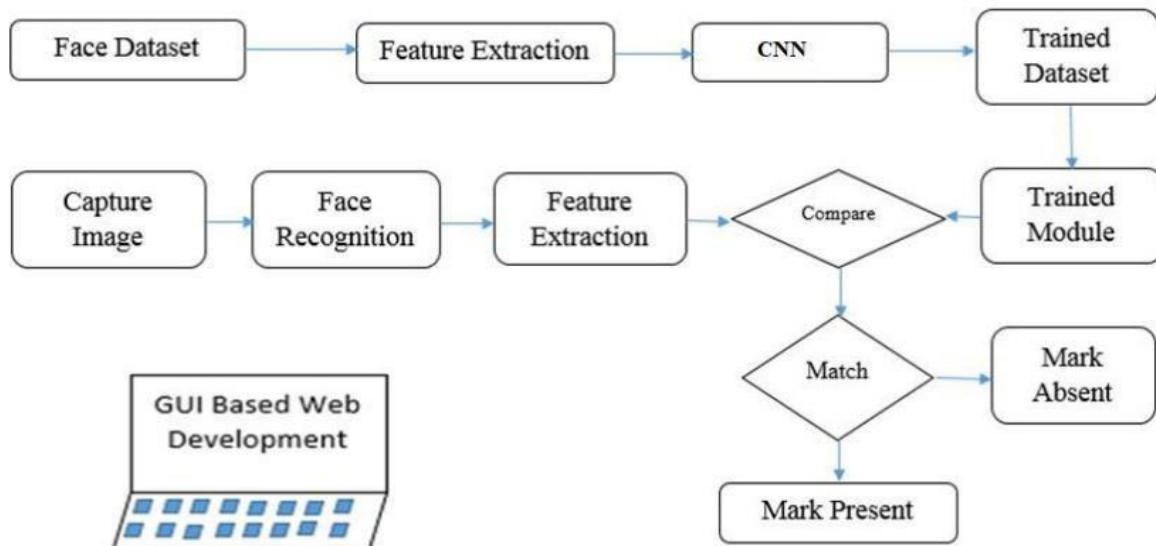 Face Dataset
Feature Extraction
CNN
Trained
Dataset
Capture
Image
Face
Recognition
Feature
Extraction
Compare
Trained
Module
Match
Mark
Absent
GUI Based Web
Development
Mark Present